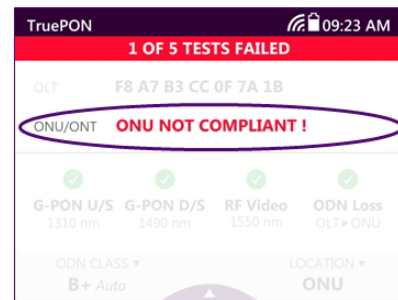 TruePON 09:23 AM
1 OF 5 TESTS FAILED
OLT F8 A7 B3 CC 0F 7A 1B
ONU/ONT ONU NOT COMPLIANT !
G-PON U/S G-PON D/S RF Video ODN Loss
1310 nm 1490 nm 1550 nm OLT▸ONU
ODN CLASS ▾ LOCATION ▾
B+ Auto ONU